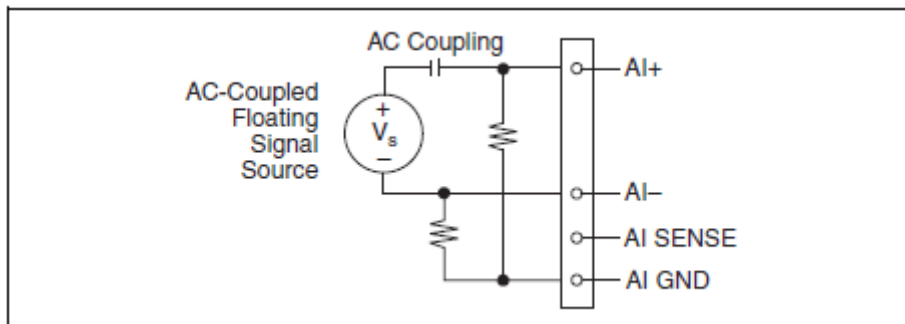 AC Coupling
AC-Coupled
Floating
Signal
Source
+
Vs
–
AI+
AI–
AI SENSE
AI GND